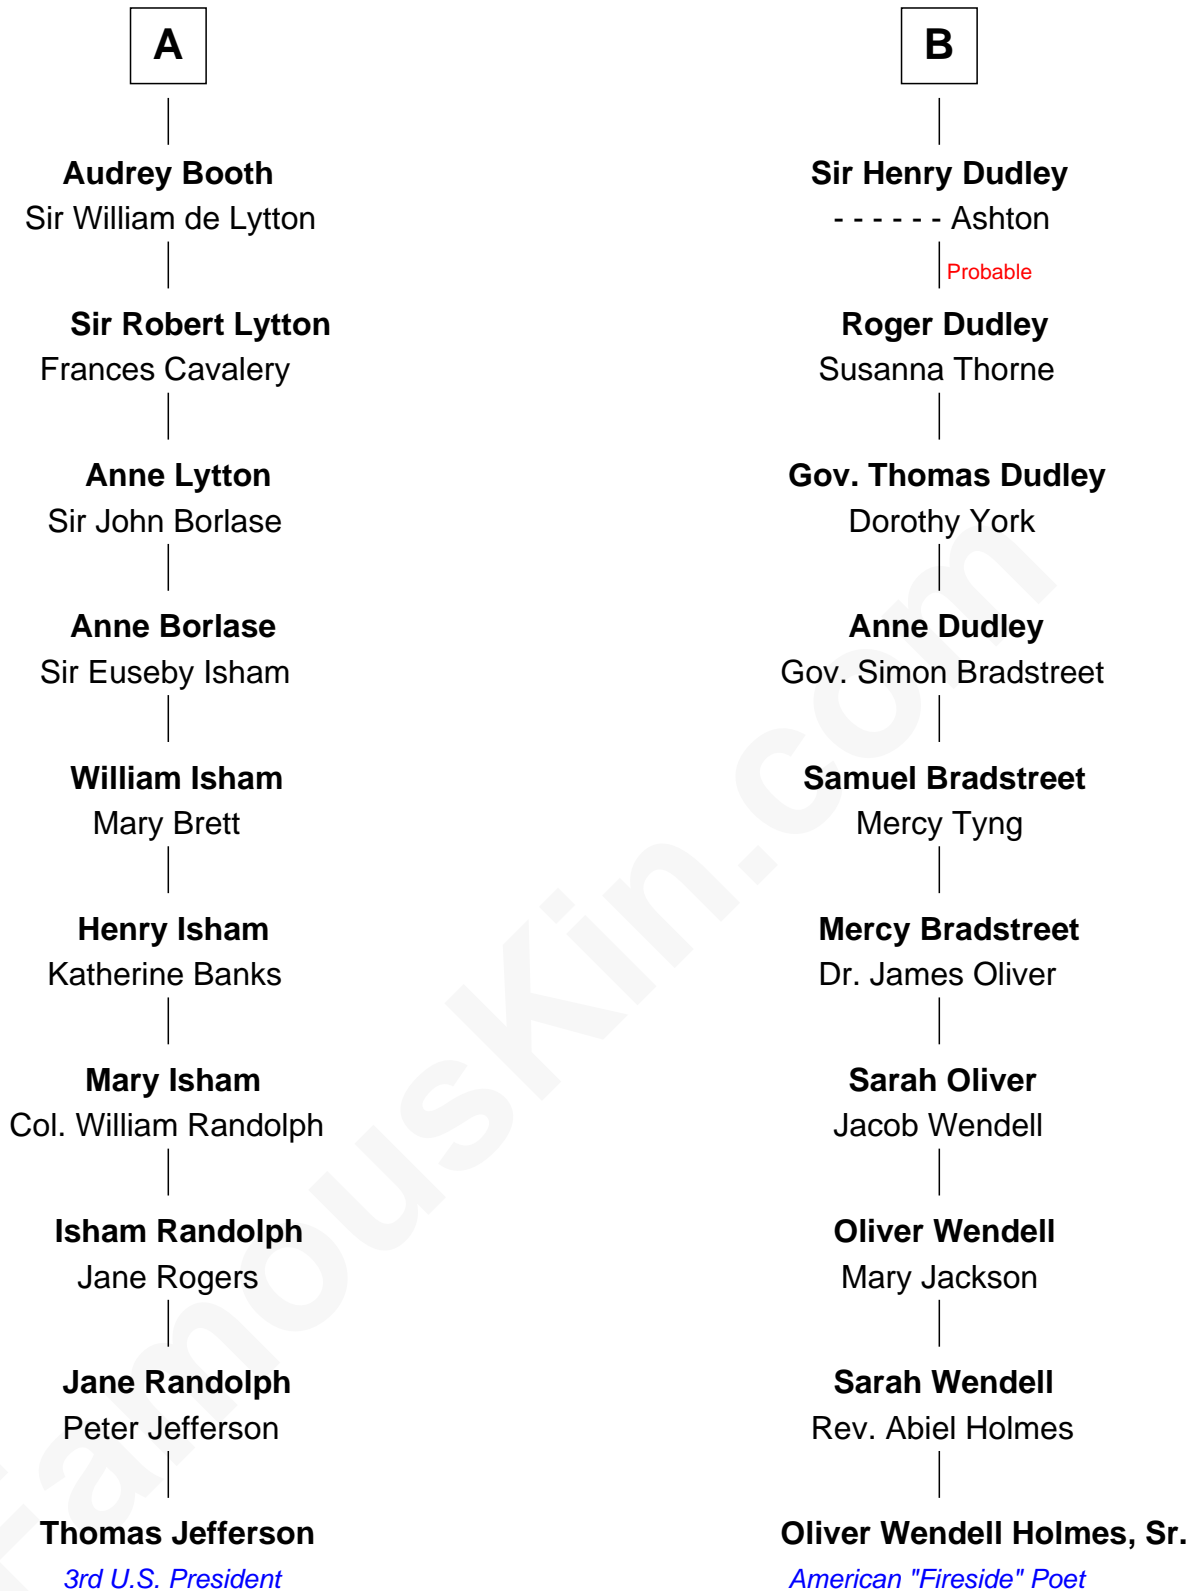 A
Audrey Booth
Sir William de Lytton
Sir Robert Lytton
Frances Cavalery
Anne Lytton
Sir John Borlase
Anne Borlase
Sir Euseby Isham
William Isham
Mary Brett
Henry Isham
Katherine Banks
Mary Isham
Col. William Randolph
Isham Randolph
Jane Rogers
Jane Randolph
Peter Jefferson
Thomas Jefferson
3rd U.S. President
B
Sir Henry Dudley
- - - - - - Ashton
Probable
Roger Dudley
Susanna Thorne
Gov. Thomas Dudley
Dorothy York
Anne Dudley
Gov. Simon Bradstreet
Samuel Bradstreet
Mercy Tyng
Mercy Bradstreet
Dr. James Oliver
Sarah Oliver
Jacob Wendell
Oliver Wendell
Mary Jackson
Sarah Wendell
Rev. Abiel Holmes
Oliver Wendell Holmes, Sr.
American "Fireside" Poet
FamousKin.com